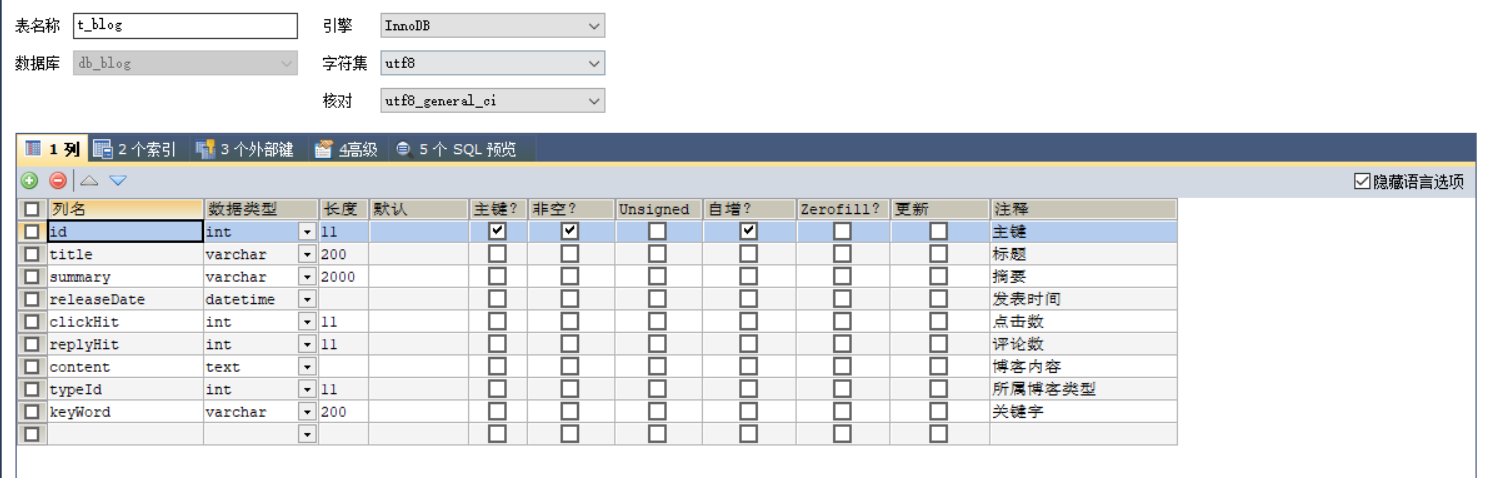 表名称 t_blog 引擎 InnoDB
数据库 db_blog 字符集 utf8
核对 utf8_general_ci
1 列 2 个索引 3 个外部键 4高级 5 个 SQL 预览
隐藏语言选项
列名 数据类型 长度 默认 主键? 非空? Unsigned 自增? Zerofill? 更新 注释
id int 11 主键
title varchar 200 标题
summary varchar 2000 摘要
releaseDate datetime 发表时间
clickHit int 11 点击数
replyHit int 11 评论数
content text 博客内容
typeId int 11 所属博客类型
keyWord varchar 200 关键字